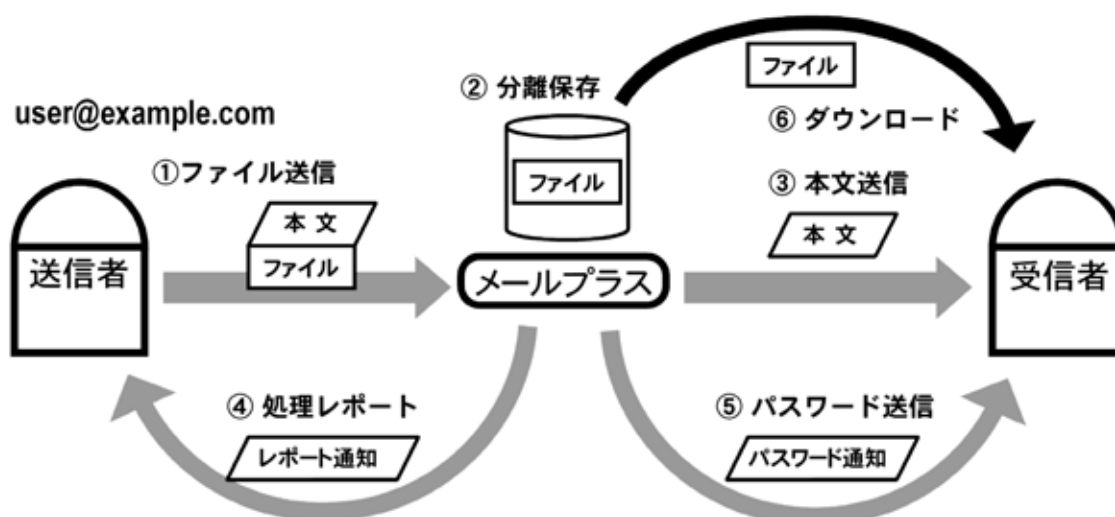 user@example.com
①ファイル送信
本 文
ファイル
送信者
② 分離保存
ファイル
メールプラス
ファイル
⑥ ダウンロード
③ 本文送信
本 文
受信者
④ 処理レポート
レポート通知
⑤ パスワード送信
パスワード通知